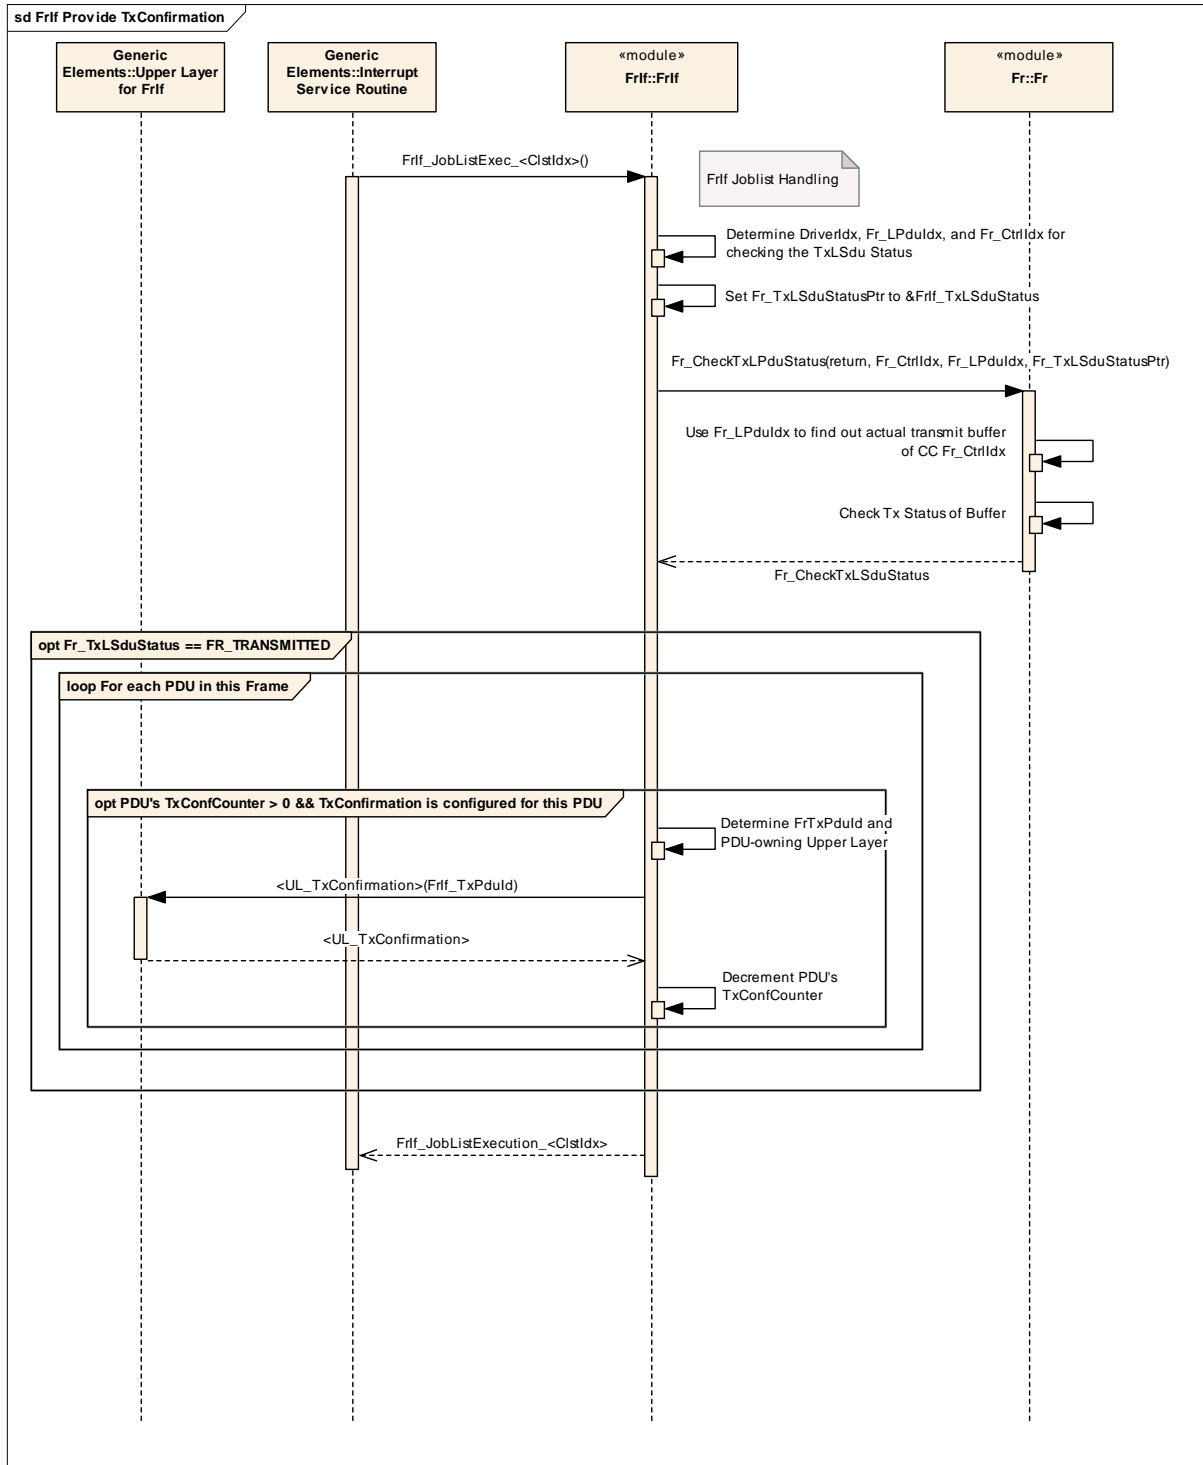 sd FrIf Provide TxConfirmation
Generic
Elements::Upper Layer
for FrIf
Generic
Elements::Interrupt
Service Routine
«module»
FrIf::FrIf
«module»
Fr::Fr
FrIf_JobListExec_<ClstIdx>()
FrIf Joblist Handling
Determine DriverIdx, Fr_LPduIdx, and Fr_CtrlIdx for
checking the TxLSdu Status
Set Fr_TxLSduStatusPtr to &FrIf_TxLSduStatus
Fr_CheckTxLPduStatus(return, Fr_CtrlIdx, Fr_LPduIdx, Fr_TxLSduStatusPtr)
Use Fr_LPduIdx to find out actual transmit buffer
of CC Fr_CtrlIdx
Check Tx Status of Buffer
Fr_CheckTxLSduStatus
opt Fr_TxLSduStatus == FR_TRANSMITTED
loop For each PDU in this Frame
opt PDU's TxConfCounter > 0 && TxConfirmation is configured for this PDU
Determine FrTxPduId and
PDU-owning Upper Layer
<UL_TxConfirmation>(FrIf_TxPduId)
<UL_TxConfirmation>
Decrement PDU's
TxConfCounter
FrIf_JobListExecution_<ClstIdx>